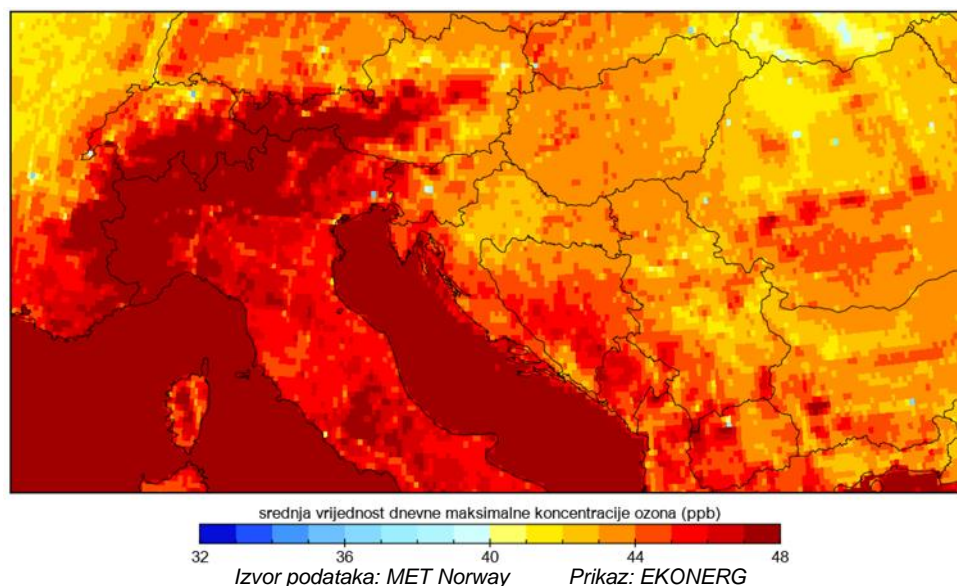 srednja vrijednost dnevne maksimalne koncentracije ozona (ppb)
32 36 40 44 48
Izvor podataka: MET Norway Prikaz: EKONERG